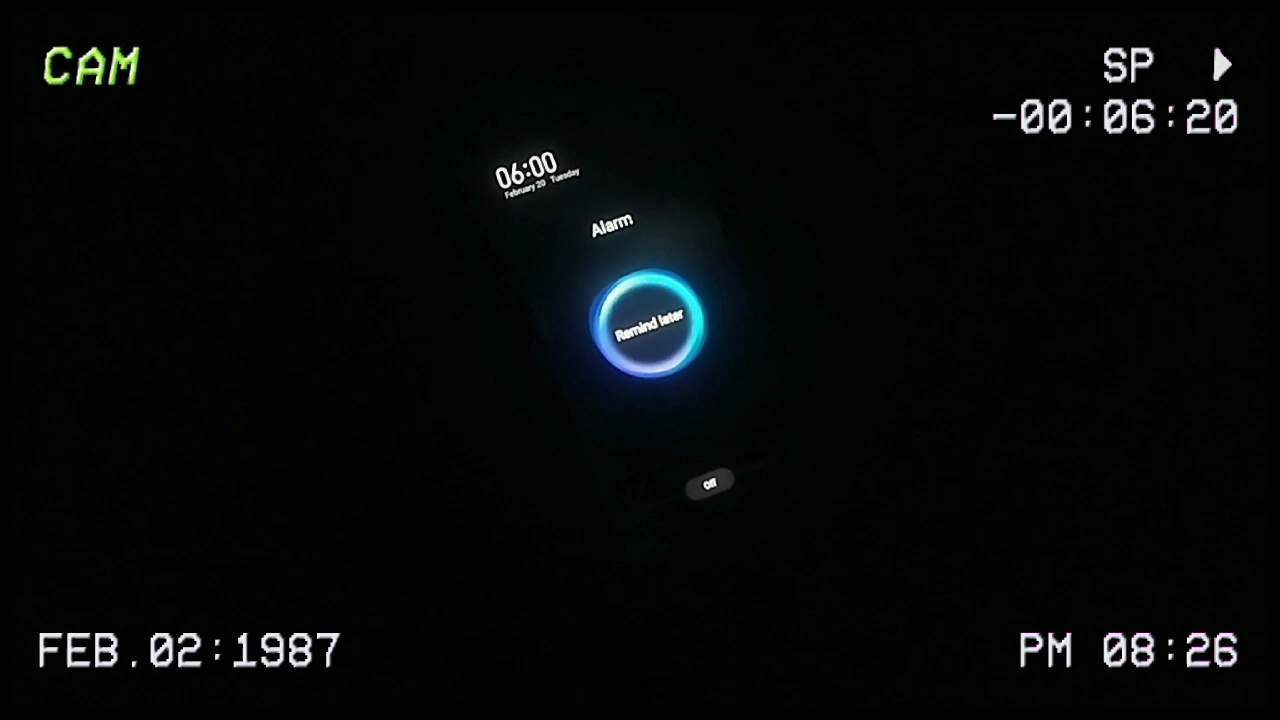 CAM
SP
-00:06:20
06:00
February 20 Tuesday
Alarm
Remind later
Off
FEB.02:1987
PM 08:26